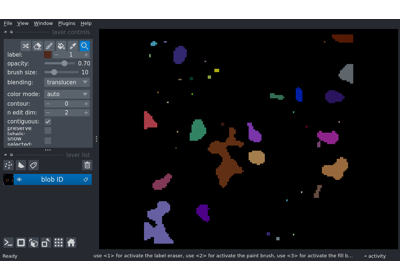 File View Window Plugins Help
layer controls
label: 1
opacity: 0.70
brush size: 10
blending: translucen
color mode: auto
contour: 0
n edit dim: 2
contiguous:
preserve
labels:
show
selected:
layer list
blob ID
Ready use <1> for activate the label eraser, use <2> for activate the paint brush, use <3> for activate the fill b... activity